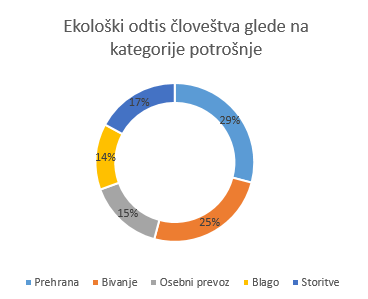 Ekološki odtis človeštva glede na
kategorije potrošnje
17%
29%
14%
15%
25%
Prehrana Bivanje Osebni prevoz Blago Storitve